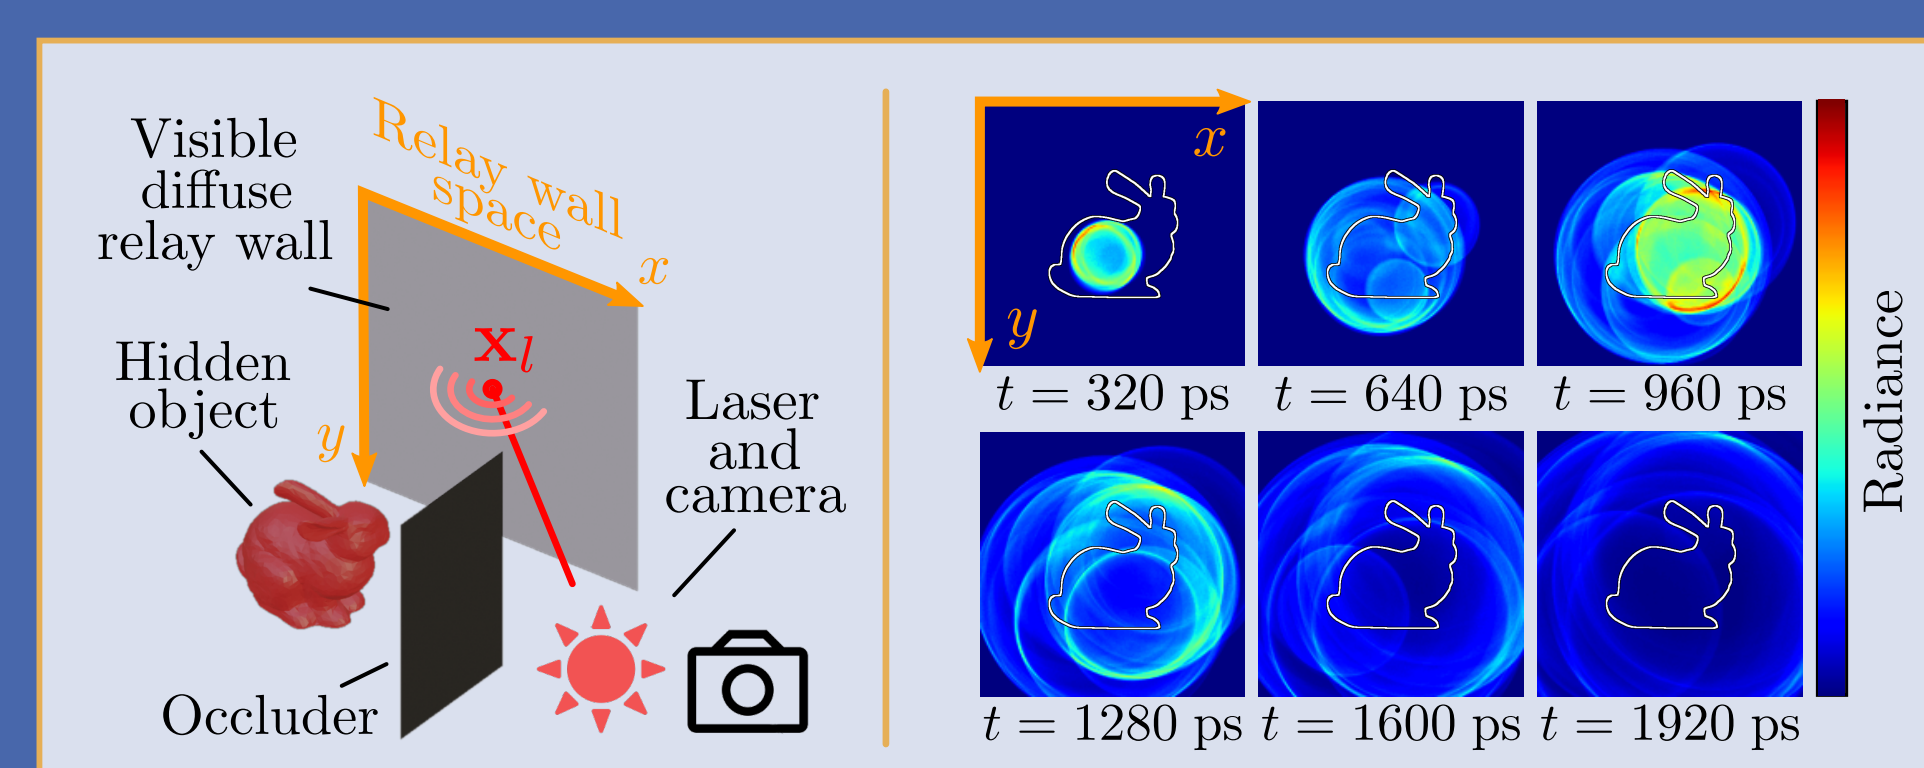 Visible
diffuse
relay wall
Relay wall
space
x
y
𝐱ₗ
Hidden
object
Laser
and
camera
Occluder
x
y
t = 320 ps
t = 640 ps
t = 960 ps
t = 1280 ps
t = 1600 ps
t = 1920 ps
Radiance